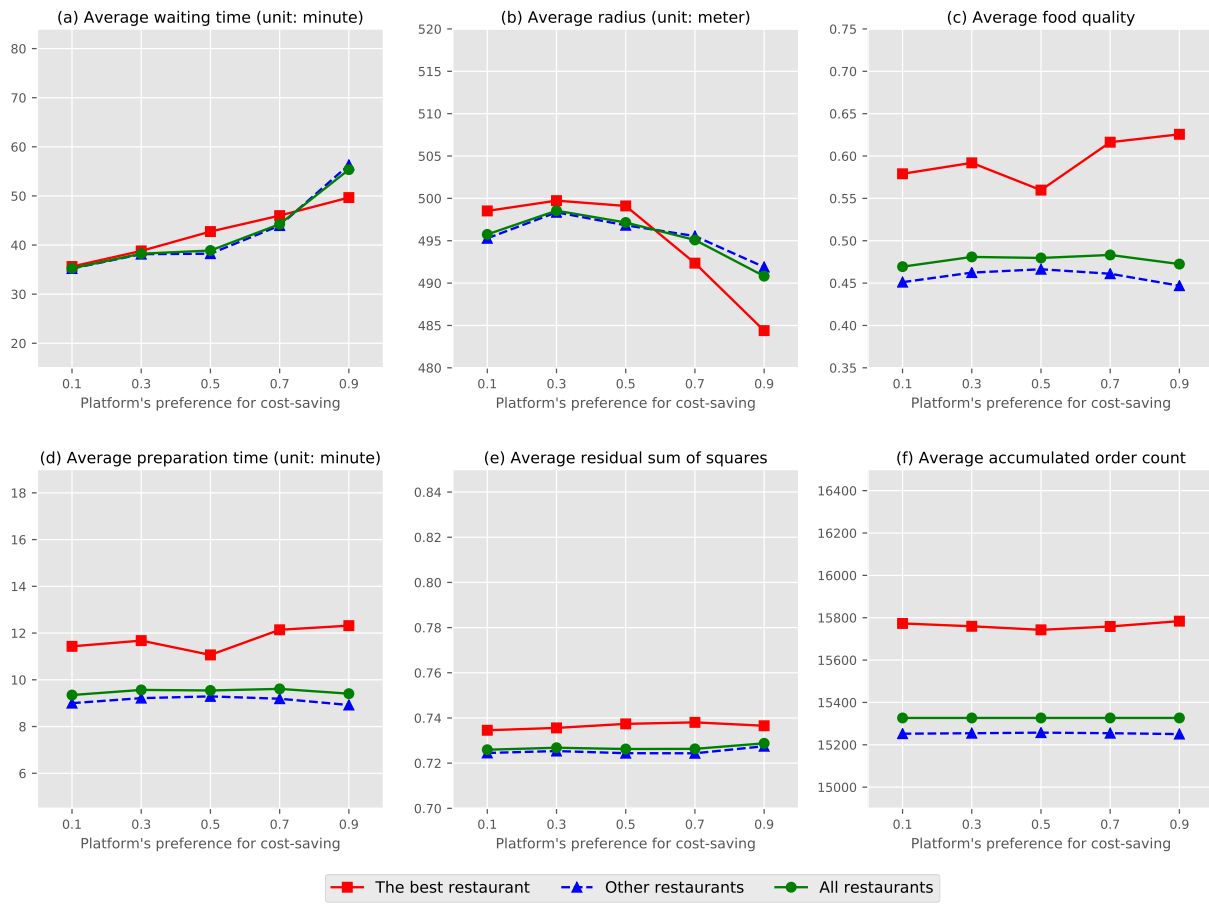 (a) Average waiting time (unit: minute)
80
70
60
50
40
30
20
0.1 0.3 0.5 0.7 0.9
Platform's preference for cost-saving
(b) Average radius (unit: meter)
520
515
510
505
500
495
490
485
480
0.1 0.3 0.5 0.7 0.9
Platform's preference for cost-saving
(c) Average food quality
0.75
0.70
0.65
0.60
0.55
0.50
0.45
0.40
0.35
0.1 0.3 0.5 0.7 0.9
Platform's preference for cost-saving
(d) Average preparation time (unit: minute)
18
16
14
12
10
8
6
0.1 0.3 0.5 0.7 0.9
Platform's preference for cost-saving
(e) Average residual sum of squares
0.84
0.82
0.80
0.78
0.76
0.74
0.72
0.70
0.1 0.3 0.5 0.7 0.9
Platform's preference for cost-saving
(f) Average accumulated order count
16400
16200
16000
15800
15600
15400
15200
15000
0.1 0.3 0.5 0.7 0.9
Platform's preference for cost-saving
The best restaurant Other restaurants All restaurants